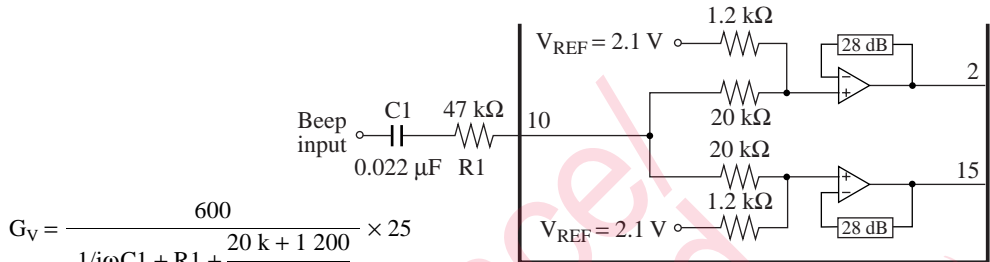 1.2 kΩ
V_REF = 2.1 V
28 dB
2
20 kΩ
Beep
input
C1
0.022 µF
47 kΩ
R1
10
20 kΩ
15
1.2 kΩ
V_REF = 2.1 V
28 dB
G_V = 600 / 1/jωC1 + R1 + 20 k + 1 200 × 25